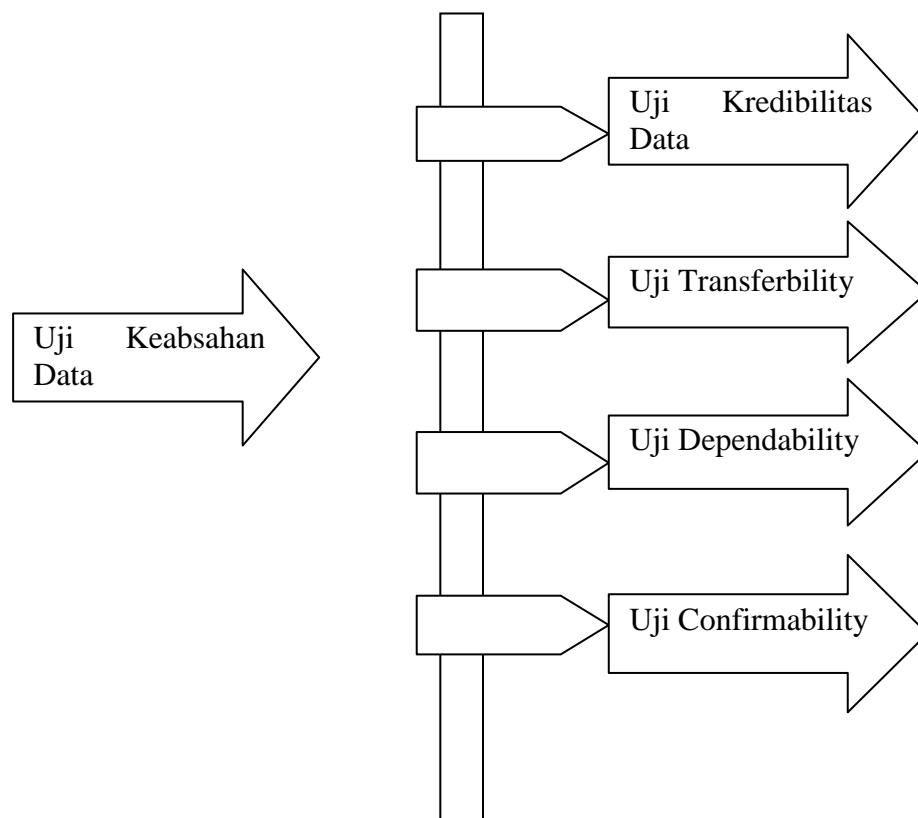 Uji Keabsahan
Data
Uji Kredibilitas
Data
Uji Transferbility
Uji Dependability
Uji Confirmability